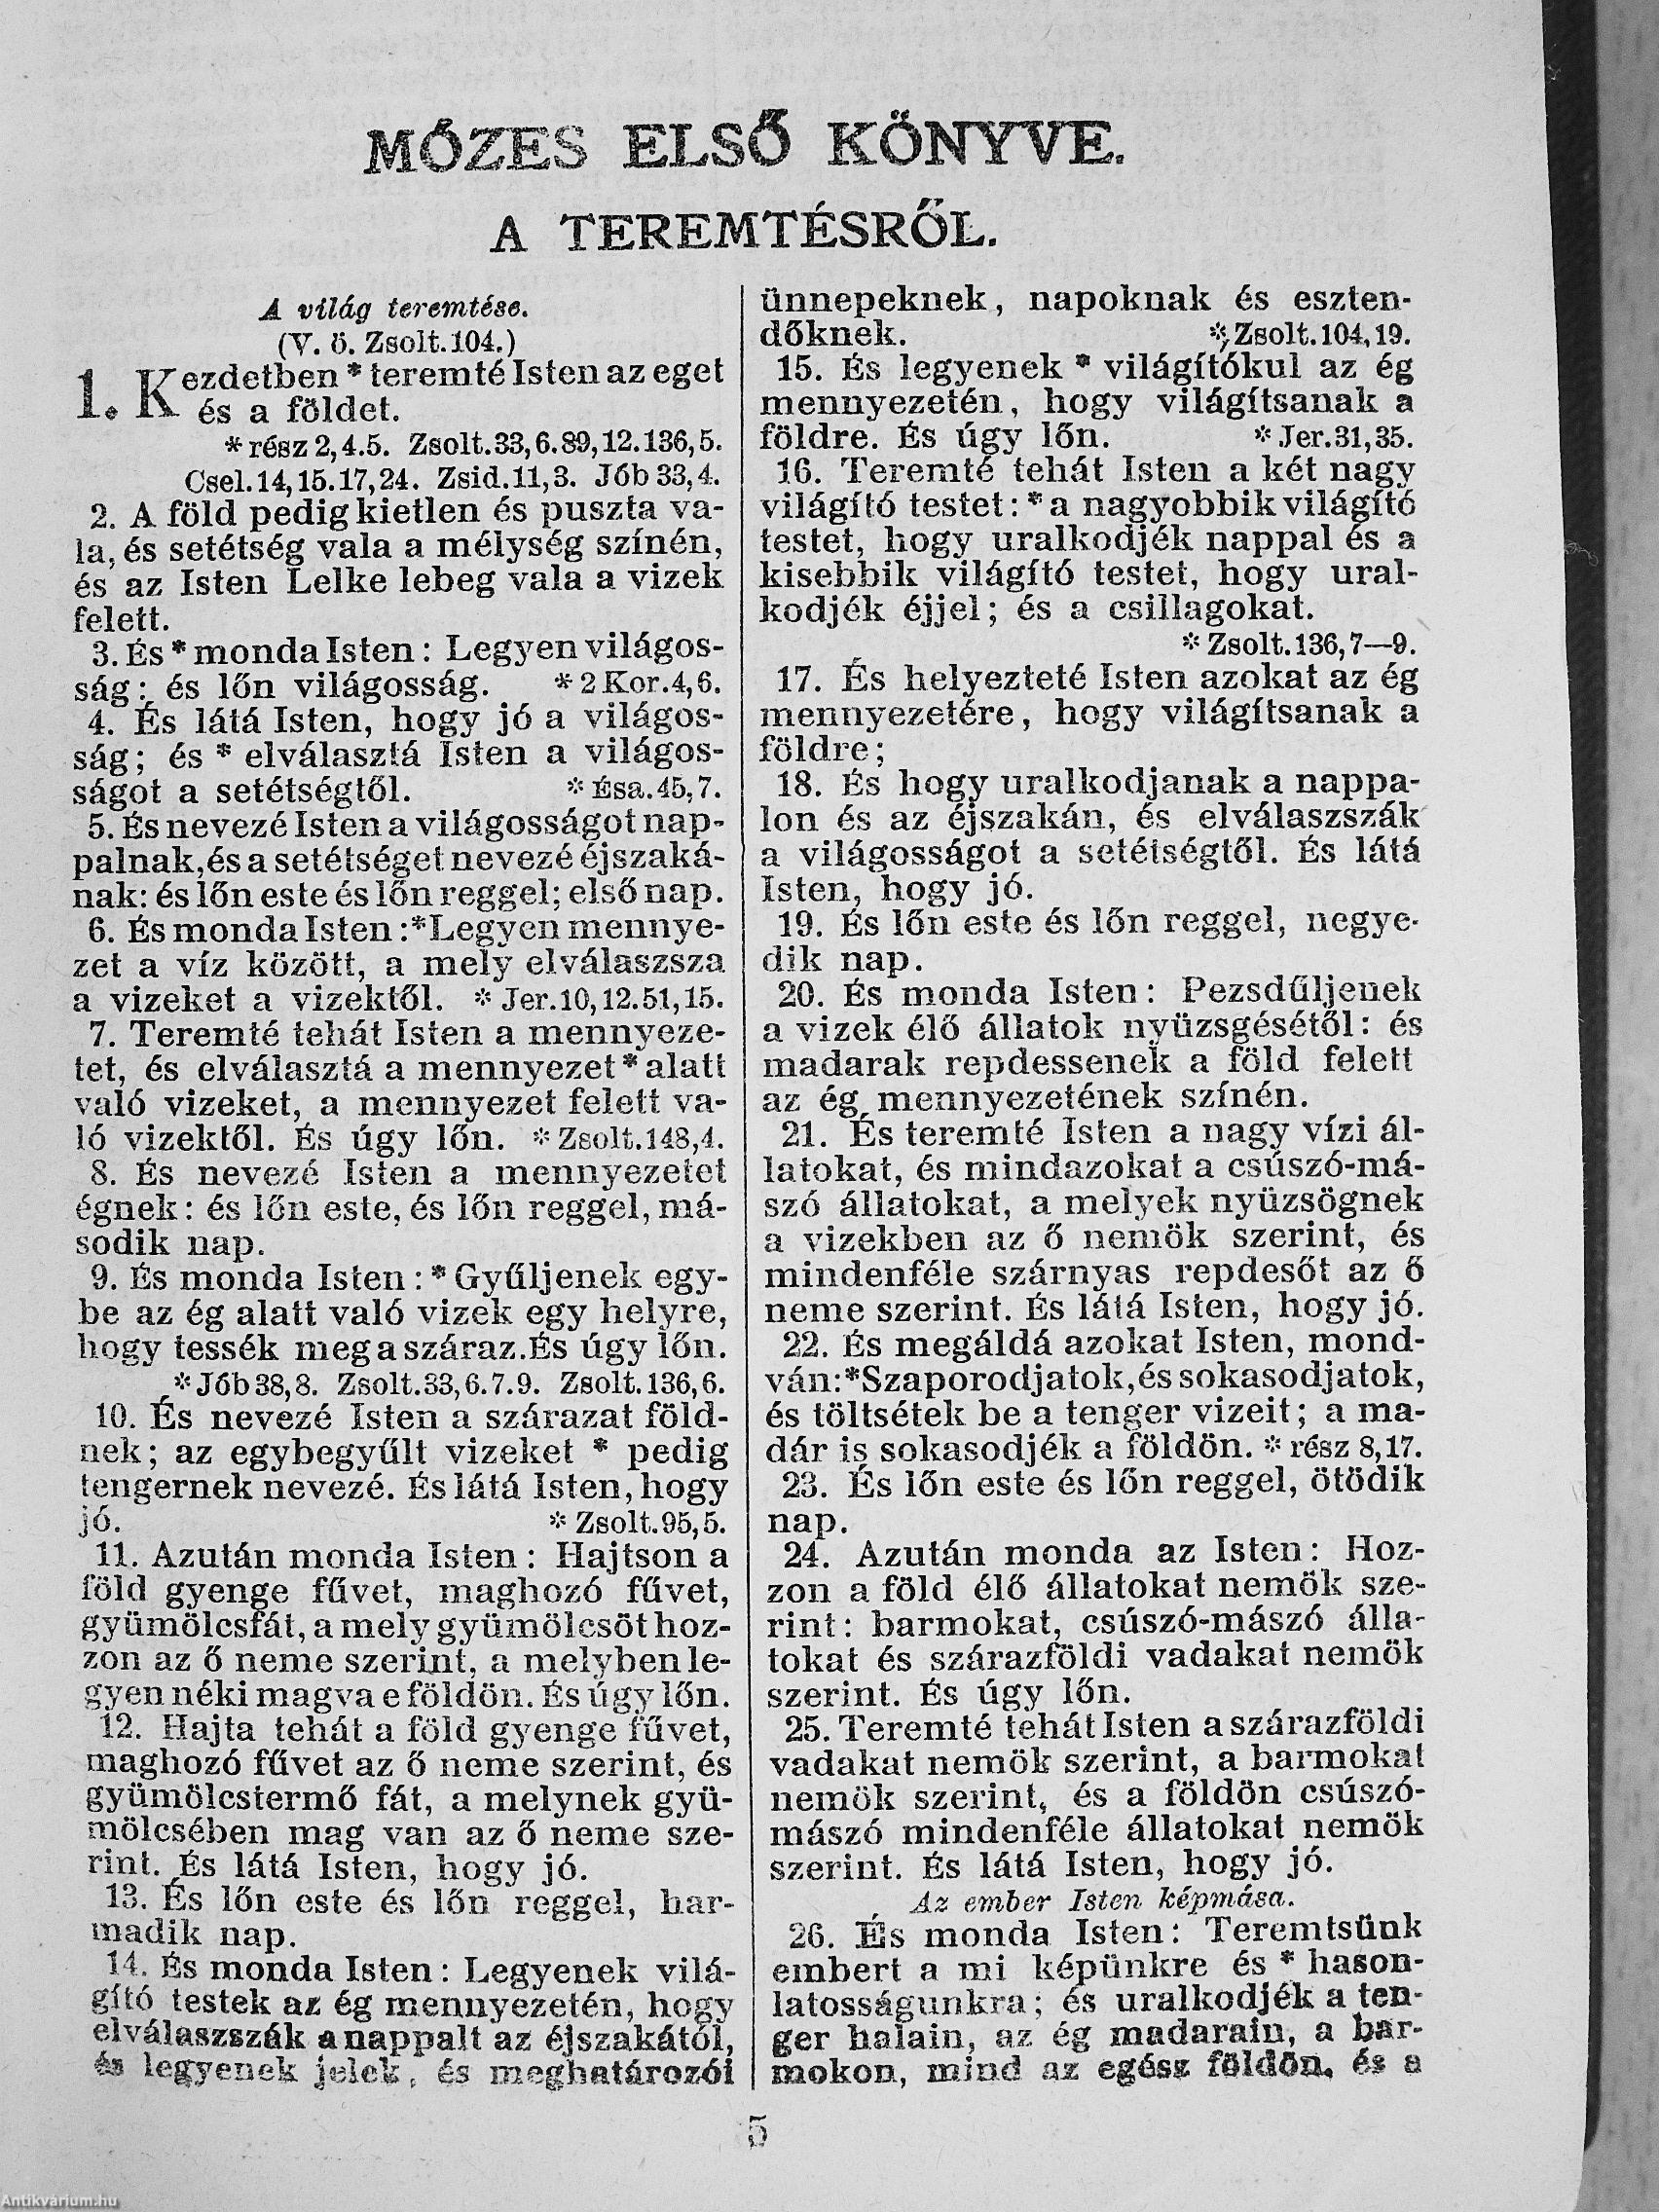 MÓZES ELSŐ KÖNYVE.
A TEREMTÉSRŐL.
A világ teremtése.
(V. ö. Zsolt.104.)
1. Kezdetben * teremté Isten az eget
és a földet.
* rész 2,4.5. Zsolt.33,6.89,12.136,5.
Csel.14,15.17,24. Zsid.11,3. Jób 33,4.
2. A föld pedig kietlen és puszta va-
la, és setétség vala a mélység színén,
és az Isten Lelke lebeg vala a vizek
felett.
3. És * monda Isten: Legyen világos-
ság: és lőn világosság. * 2 Kor.4,6.
4. És látá Isten, hogy jó a világos-
ság; és * elválasztá Isten a világos-
ságot a setétségtől. * Ésa.45,7.
5. És nevezé Isten a világosságot nap-
palnak, és a setétséget nevezé éjszaká-
nak: és lőn este és lőn reggel; első nap.
6. És monda Isten:* Legyen mennye-
zet a víz között, a mely elválaszsza
a vizeket a vizektől. * Jer.10,12.51,15.
7. Teremté tehát Isten a mennyeze-
tet, és elválasztá a mennyezet * alatt
való vizeket, a mennyezet felett va-
ló vizektől. És úgy lőn. * Zsolt.148,4.
8. És nevezé Isten a mennyezetet
égnek: és lőn este, és lőn reggel, má-
sodik nap.
9. És monda Isten: * Gyűljenek egy-
be az ég alatt való vizek egy helyre,
hogy tessék meg a száraz. És úgy lőn.
* Jób 38,8. Zsolt.33,6.7.9. Zsolt.136,6.
10. És nevezé Isten a szárazat föld-
nek; az egybegyűlt vizeket * pedig
tengernek nevezé. És látá Isten, hogy
jó. * Zsolt.95,5.
11. Azután monda Isten: Hajtson a
föld gyenge fűvet, maghozó fűvet,
gyümölcsfát, a mely gyümölcsöt hoz-
zon az ő neme szerint, a melyben le-
gyen néki magva e földön. És úgy lőn.
12. Hajta tehát a föld gyenge fűvet,
maghozó fűvet az ő neme szerint, és
gyümölcstermő fát, a melynek gyü-
mölcsében mag van az ő neme sze-
rint. És látá Isten, hogy jó.
13. És lőn este és lőn reggel, har-
madik nap.
14. És monda Isten: Legyenek vilá-
gító testek az ég mennyezetén, hogy
elválaszszák a nappalt az éjszakától,
és legyenek jelek, és meghatározói
ünnepeknek, napoknak és eszten-
dőknek. * Zsolt.104,19.
15. És legyenek * világítókul az ég
mennyezetén, hogy világítsanak a
földre. És úgy lőn. * Jer.31,35.
16. Teremté tehát Isten a két nagy
világító testet: * a nagyobbik világító
testet, hogy uralkodjék nappal és a
kisebbik világító testet, hogy ural-
kodjék éjjel; és a csillagokat.
* Zsolt.136,7—9.
17. És helyezteté Isten azokat az ég
mennyezetére, hogy világítsanak a
földre;
18. És hogy uralkodjanak a nappa-
lon és az éjszakán, és elválaszszák
a világosságot a setétségtől. És látá
Isten, hogy jó.
19. És lőn este és lőn reggel, negye-
dik nap.
20. És monda Isten: Pezsdűljenek
a vizek élő állatok nyüzsgésétől: és
madarak repdessenek a föld felett
az ég mennyezetének színén.
21. És teremté Isten a nagy vízi ál-
latokat, és mindazokat a csúszó-má-
szó állatokat, a melyek nyüzsögnek
a vizekben az ő nemök szerint, és
mindenféle szárnyas repdesőt az ő
neme szerint. És látá Isten, hogy jó.
22. És megáldá azokat Isten, mond-
ván:*Szaporodjatok, és sokasodjatok,
és töltsétek be a tenger vizeit; a ma-
dár is sokasodjék a földön. * rész 8,17.
23. És lőn este és lőn reggel, ötödik
nap.
24. Azután monda az Isten: Hoz-
zon a föld élő állatokat nemök sze-
rint: barmokat, csúszó-mászó álla-
tokat és szárazföldi vadakat nemök
szerint. És úgy lőn.
25. Teremté tehát Isten a szárazföldi
vadakat nemök szerint, a barmokat
nemök szerint, és a földön csúszó-
mászó mindenféle állatokat nemök
szerint. És látá Isten, hogy jó.
Az ember Isten képmása.
26. És monda Isten: Teremtsünk
embert a mi képünkre és * hason-
latosságunkra; és uralkodjék a ten-
ger halain, az ég madarain, a bar-
mokon, mind az egész földön, és a
5
Antikvárium.hu